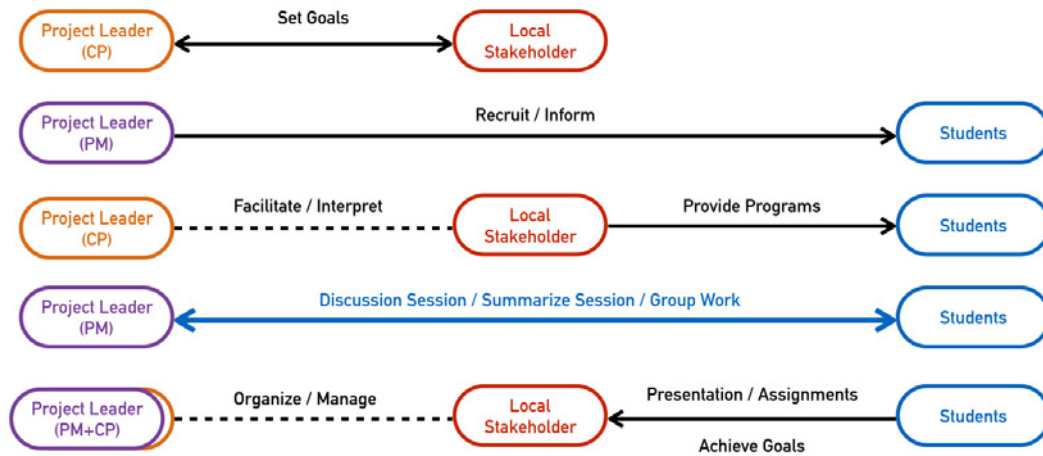 Set Goals
Project Leader
(CP)
Local
Stakeholder
Recruit / Inform
Project Leader
(PM)
Students
Facilitate / Interpret
Provide Programs
Project Leader
(CP)
Local
Stakeholder
Students
Discussion Session / Summarize Session / Group Work
Project Leader
(PM)
Students
Organize / Manage
Presentation / Assignments
Project Leader
(PM+CP)
Local
Stakeholder
Students
Achieve Goals